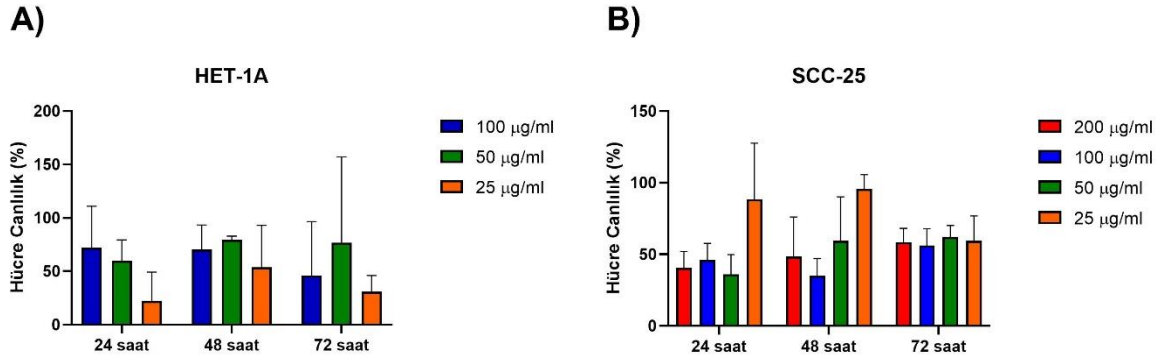 A)
HET-1A
Hücre Canlılık (%)
200
150
100
50
0
24 saat
48 saat
72 saat
100 µg/ml
50 µg/ml
25 µg/ml
B)
SCC-25
Hücre Canlılık (%)
150
100
50
0
24 saat
48 saat
72 saat
200 µg/ml
100 µg/ml
50 µg/ml
25 µg/ml